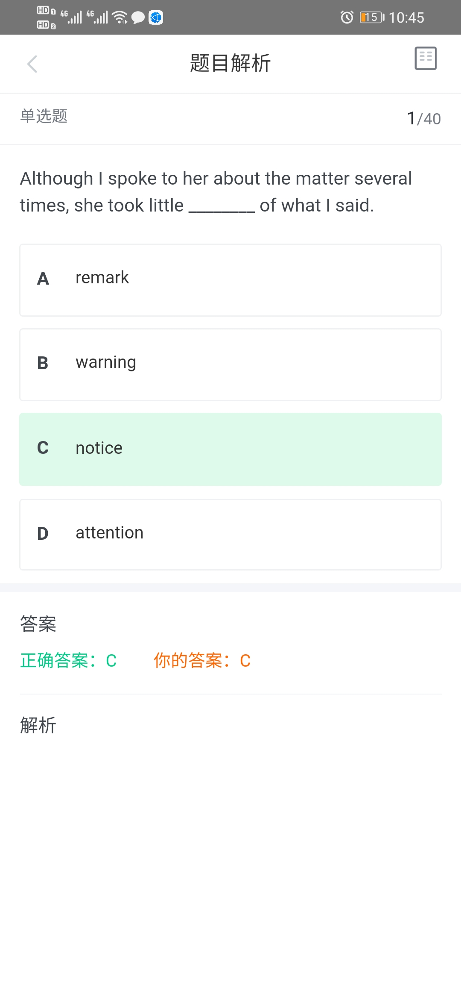 HD 1 4G 4G 15 10:45
HD 2
题目解析
单选题 1/40
Although I spoke to her about the matter several
times, she took little ________ of what I said.
A remark
B warning
C notice
D attention
答案
正确答案：C 你的答案：C
解析